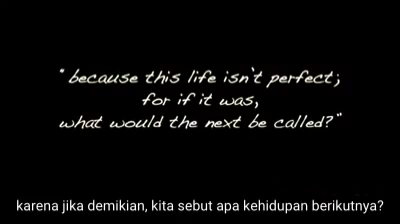 "because this life isn't perfect;
for if it was,
what would the next be called?"
karena jika demikian, kita sebut apa kehidupan berikutnya?